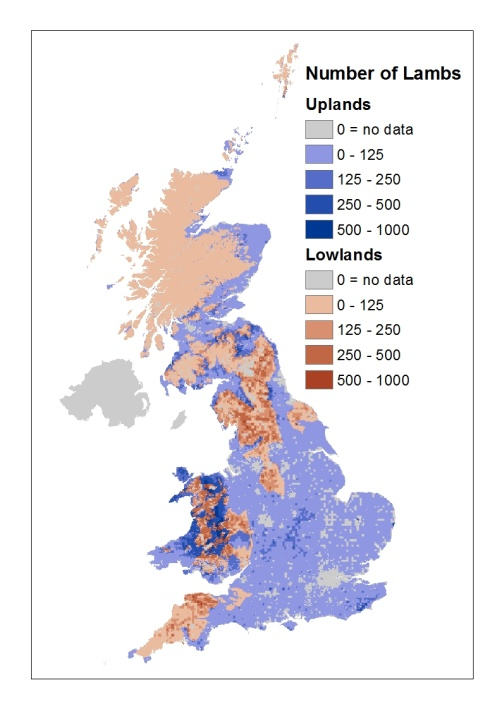 Number of Lambs
Uplands
0 = no data
0 - 125
125 - 250
250 - 500
500 - 1000
Lowlands
0 = no data
0 - 125
125 - 250
250 - 500
500 - 1000